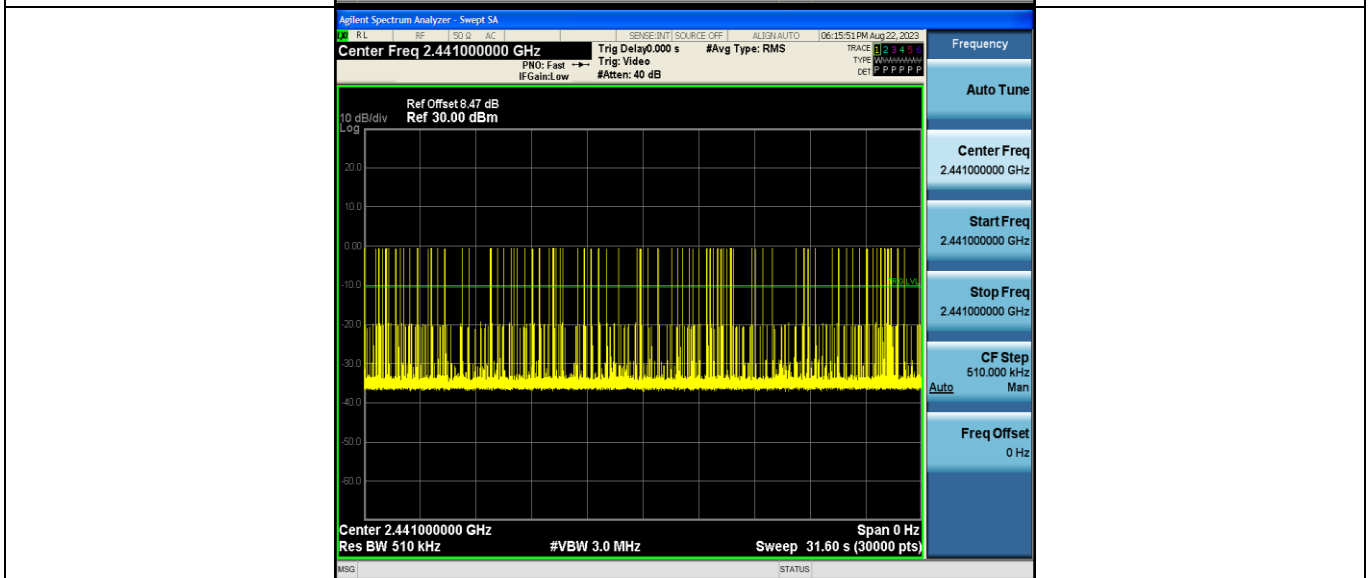 Agilent Spectrum Analyzer - Swept SA
RL RF 50 Ω AC SENSE:INT SOURCE OFF ALIGNAUTO 06:15:51 PM Aug 22, 2023
Center Freq 2.441000000 GHz Trig Delay0.000 s #Avg Type: RMS TRACE 1 2 3 4 5 6
PNO: Fast Trig: Video TYPE
IFGain:Low #Atten: 40 dB DET P P P P P P
Frequency
Auto Tune
Center Freq
2.441000000 GHz
Start Freq
2.441000000 GHz
Stop Freq
2.441000000 GHz
CF Step
510.000 kHz
Auto Man
Freq Offset
0 Hz
Ref Offset 8.47 dB
10 dB/div Ref 30.00 dBm
Log
20.0
10.0
0.00
-10.0
TRIG LVL
-20.0
-30.0
-40.0
-50.0
-60.0
Center 2.441000000 GHz Span 0 Hz
Res BW 510 kHz #VBW 3.0 MHz Sweep 31.60 s (30000 pts)
MSG STATUS